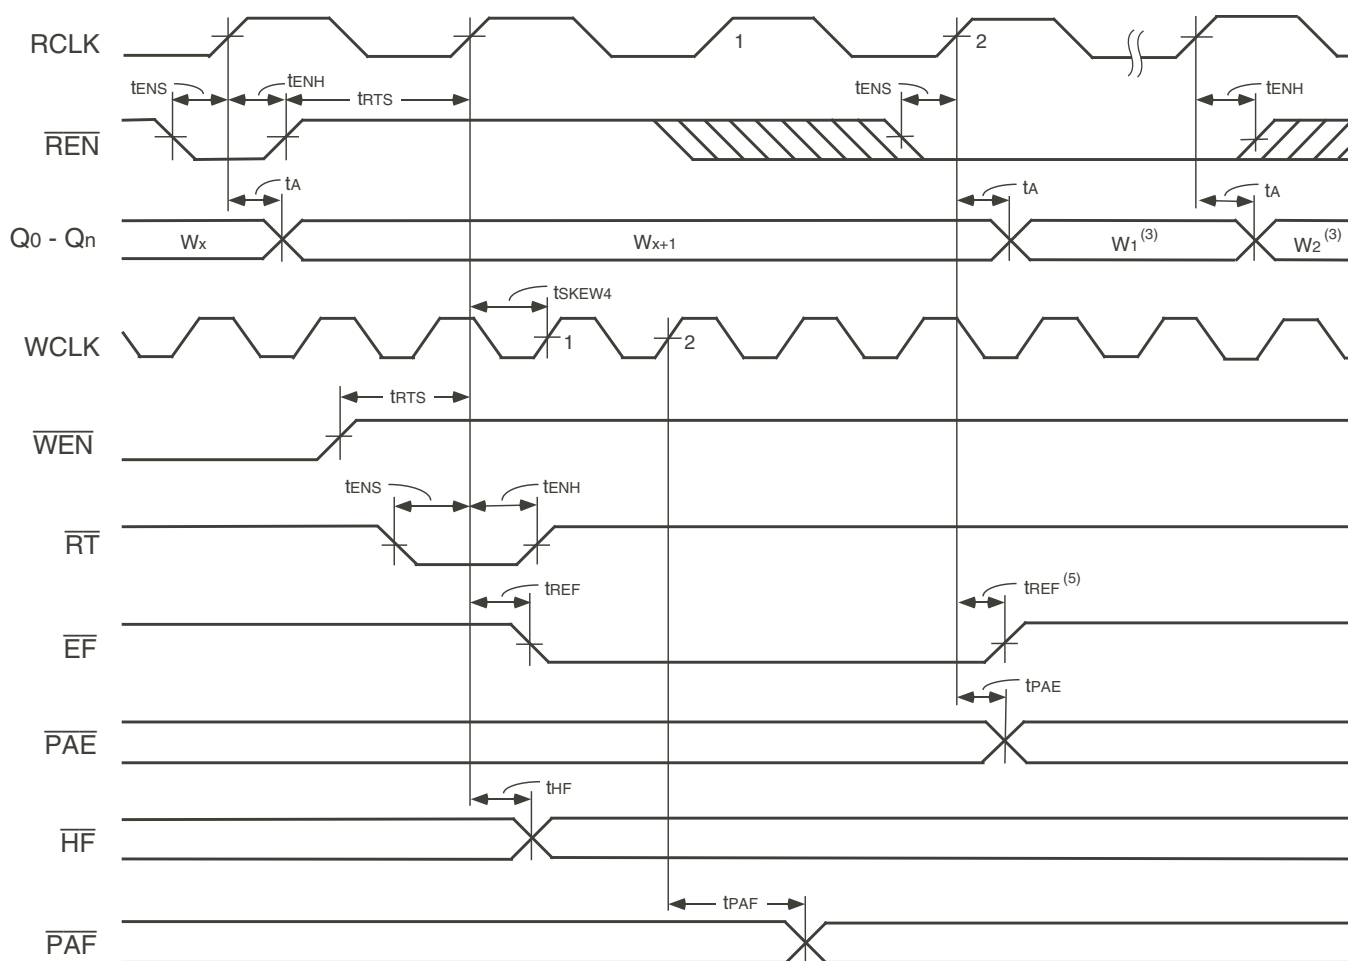 RCLK
1
2
tENS
tENH
tRTS
tENS
tENH
REN
tA
tA
tA
Q0 - Qn
Wx
Wx+1
W1(3)
W2(3)
tSKEW4
WCLK
1
2
tRTS
WEN
tENS
tENH
RT
tREF
tREF(5)
EF
tPAE
PAE
tHF
HF
tPAF
PAF